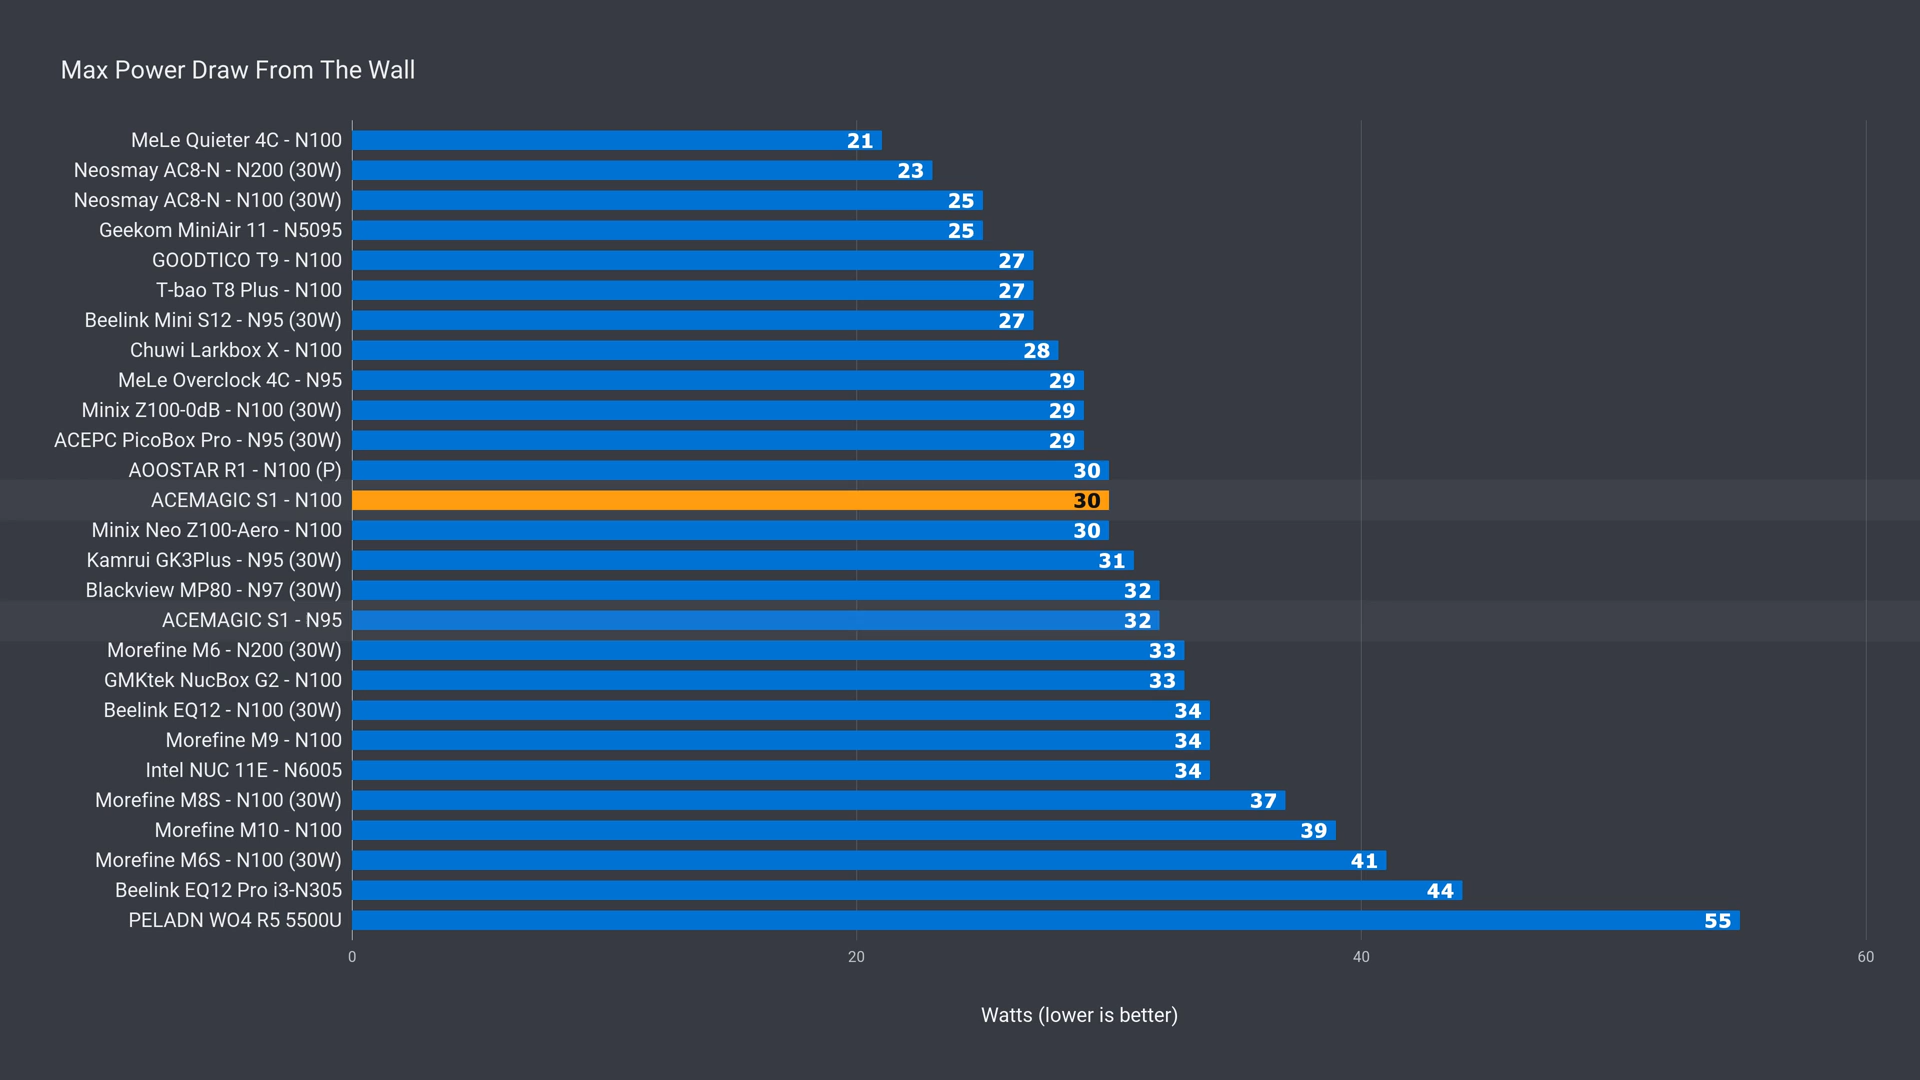 Max Power Draw From The Wall
MeLe Quieter 4C - N100 21
Neosmay AC8-N - N200 (30W) 23
Neosmay AC8-N - N100 (30W) 25
Geekom MiniAir 11 - N5095 25
GOODTICO T9 - N100 27
T-bao T8 Plus - N100 27
Beelink Mini S12 - N95 (30W) 27
Chuwi Larkbox X - N100 28
MeLe Overclock 4C - N95 29
Minix Z100-0dB - N100 (30W) 29
ACEPC PicoBox Pro - N95 (30W) 29
AOOSTAR R1 - N100 (P) 30
ACEMAGIC S1 - N100 30
Minix Neo Z100-Aero - N100 30
Kamrui GK3Plus - N95 (30W) 31
Blackview MP80 - N97 (30W) 32
ACEMAGIC S1 - N95 32
Morefine M6 - N200 (30W) 33
GMKtek NucBox G2 - N100 33
Beelink EQ12 - N100 (30W) 34
Morefine M9 - N100 34
Intel NUC 11E - N6005 34
Morefine M8S - N100 (30W) 37
Morefine M10 - N100 39
Morefine M6S - N100 (30W) 41
Beelink EQ12 Pro i3-N305 44
PELADN WO4 R5 5500U 55
0 20 40 60
Watts (lower is better)